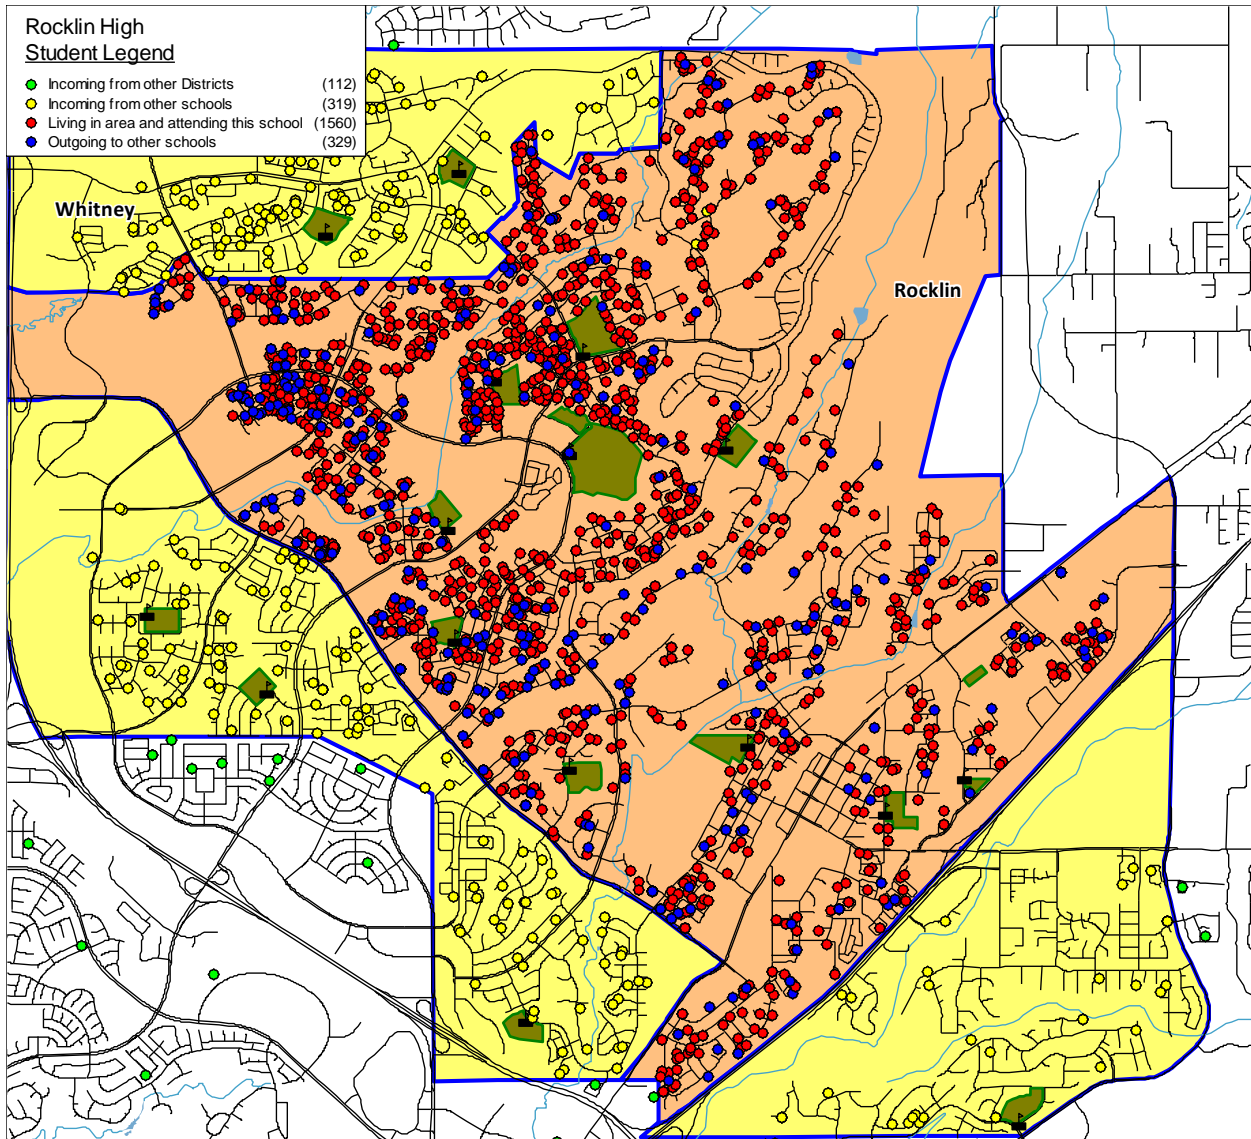 Rocklin High
Student Legend
Incoming from other Districts (112)
Incoming from other schools (319)
Living in area and attending this school (1560)
Outgoing to other schools (329)
Whitney
Rocklin